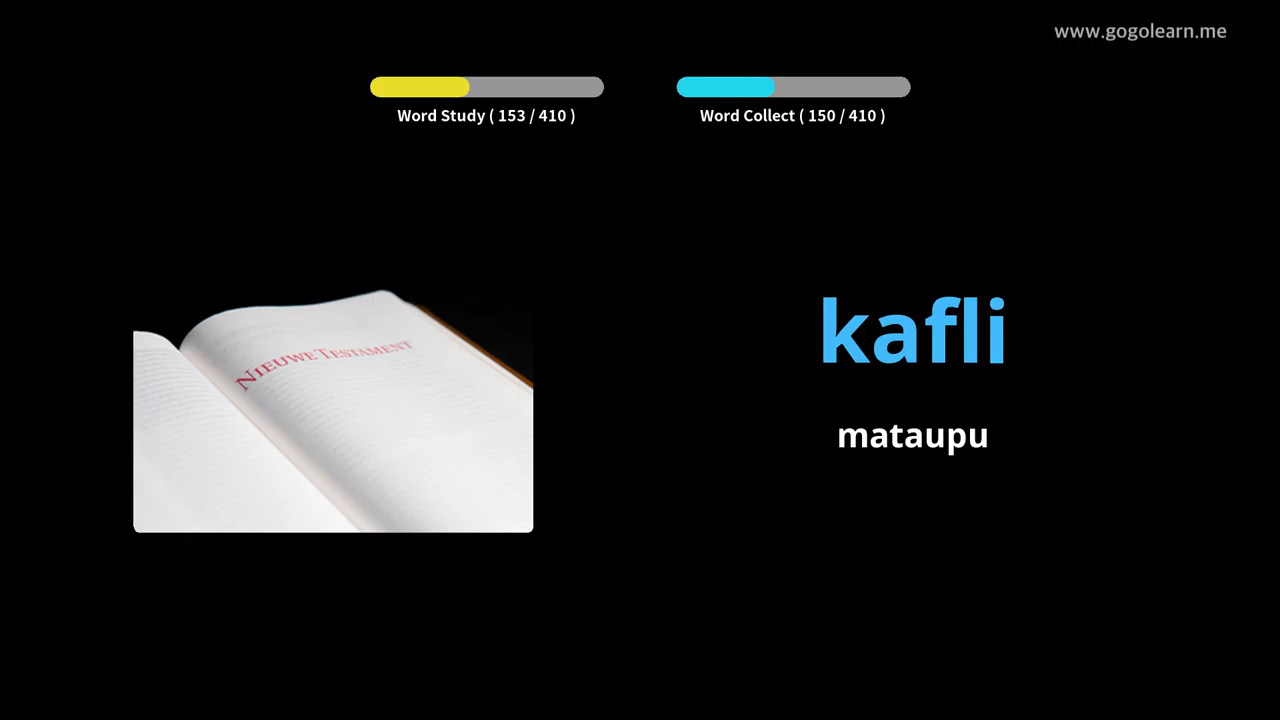 www.gogolearn.me
Word Study ( 153 / 410 )
Word Collect ( 150 / 410 )
NIEUWE TESTAMENT
kafli
mataupu